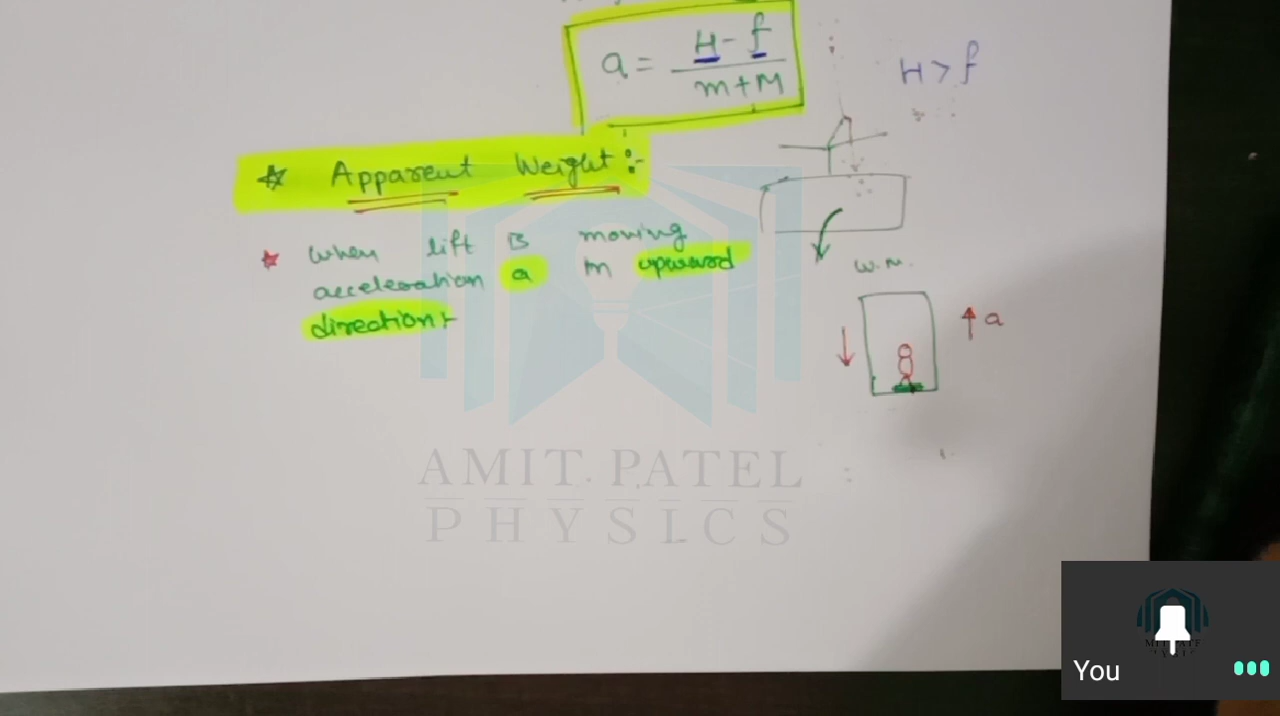 a = H - f
m+M
H > f
☆ Apparent Weight :-
★ when lift is moving
acceleration a in upward
direction :-
W.M.
↑ a
↓
AMIT PATEL
PHYSICS
You